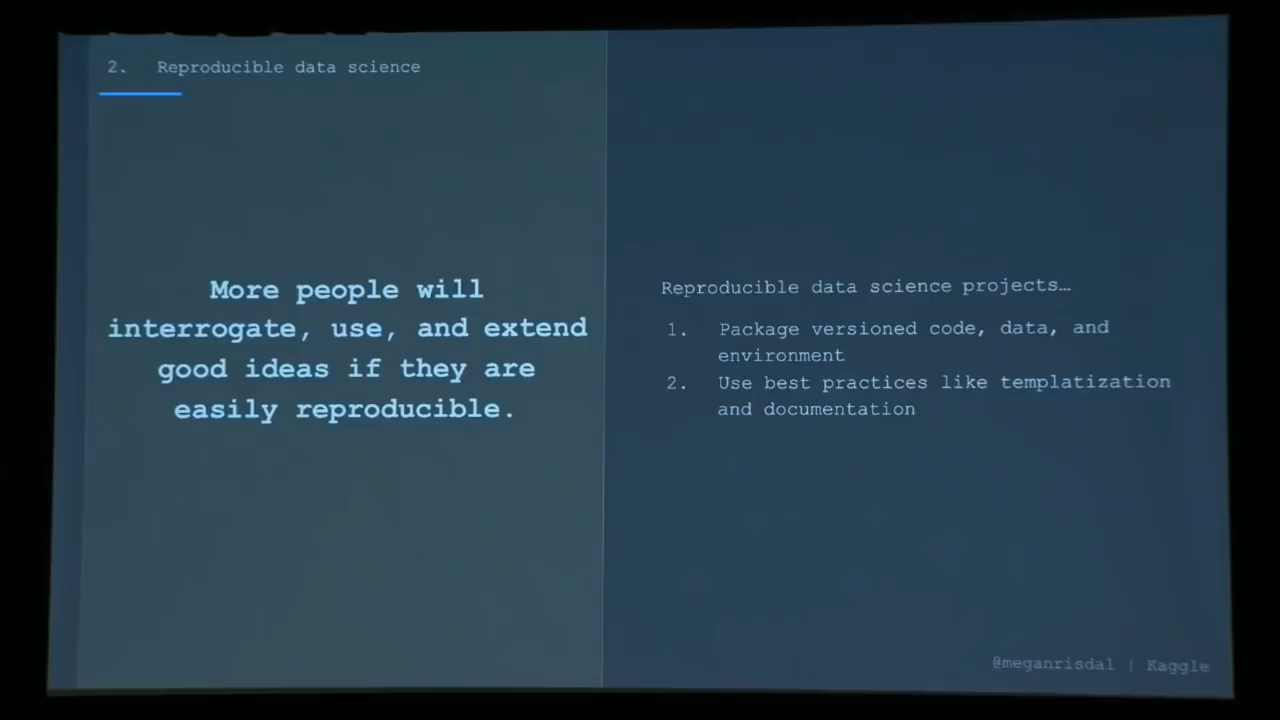 2. Reproducible data science
More people will
interrogate, use, and extend
good ideas if they are
easily reproducible.
Reproducible data science projects…
1. Package versioned code, data, and
environment
2. Use best practices like templatization
and documentation
@meganrisdal | Kaggle